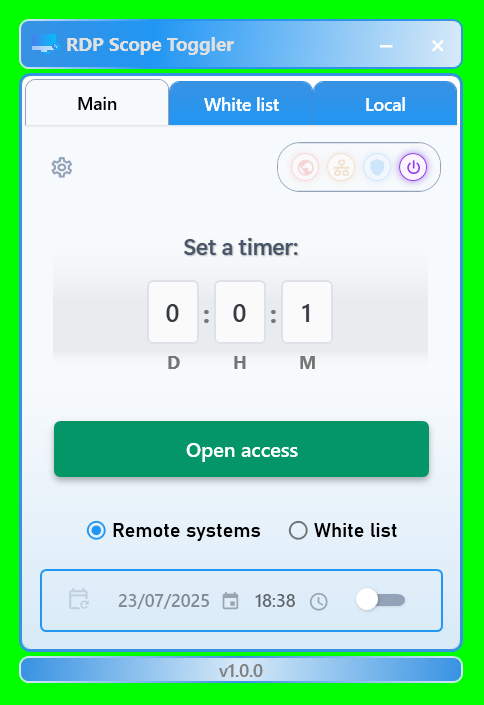 RDP Scope Toggler
Main White list Local
Set a timer:
0 : 0 : 1
D H M
Open access
Remote systems White list
23/07/2025 18:38
v1.0.0